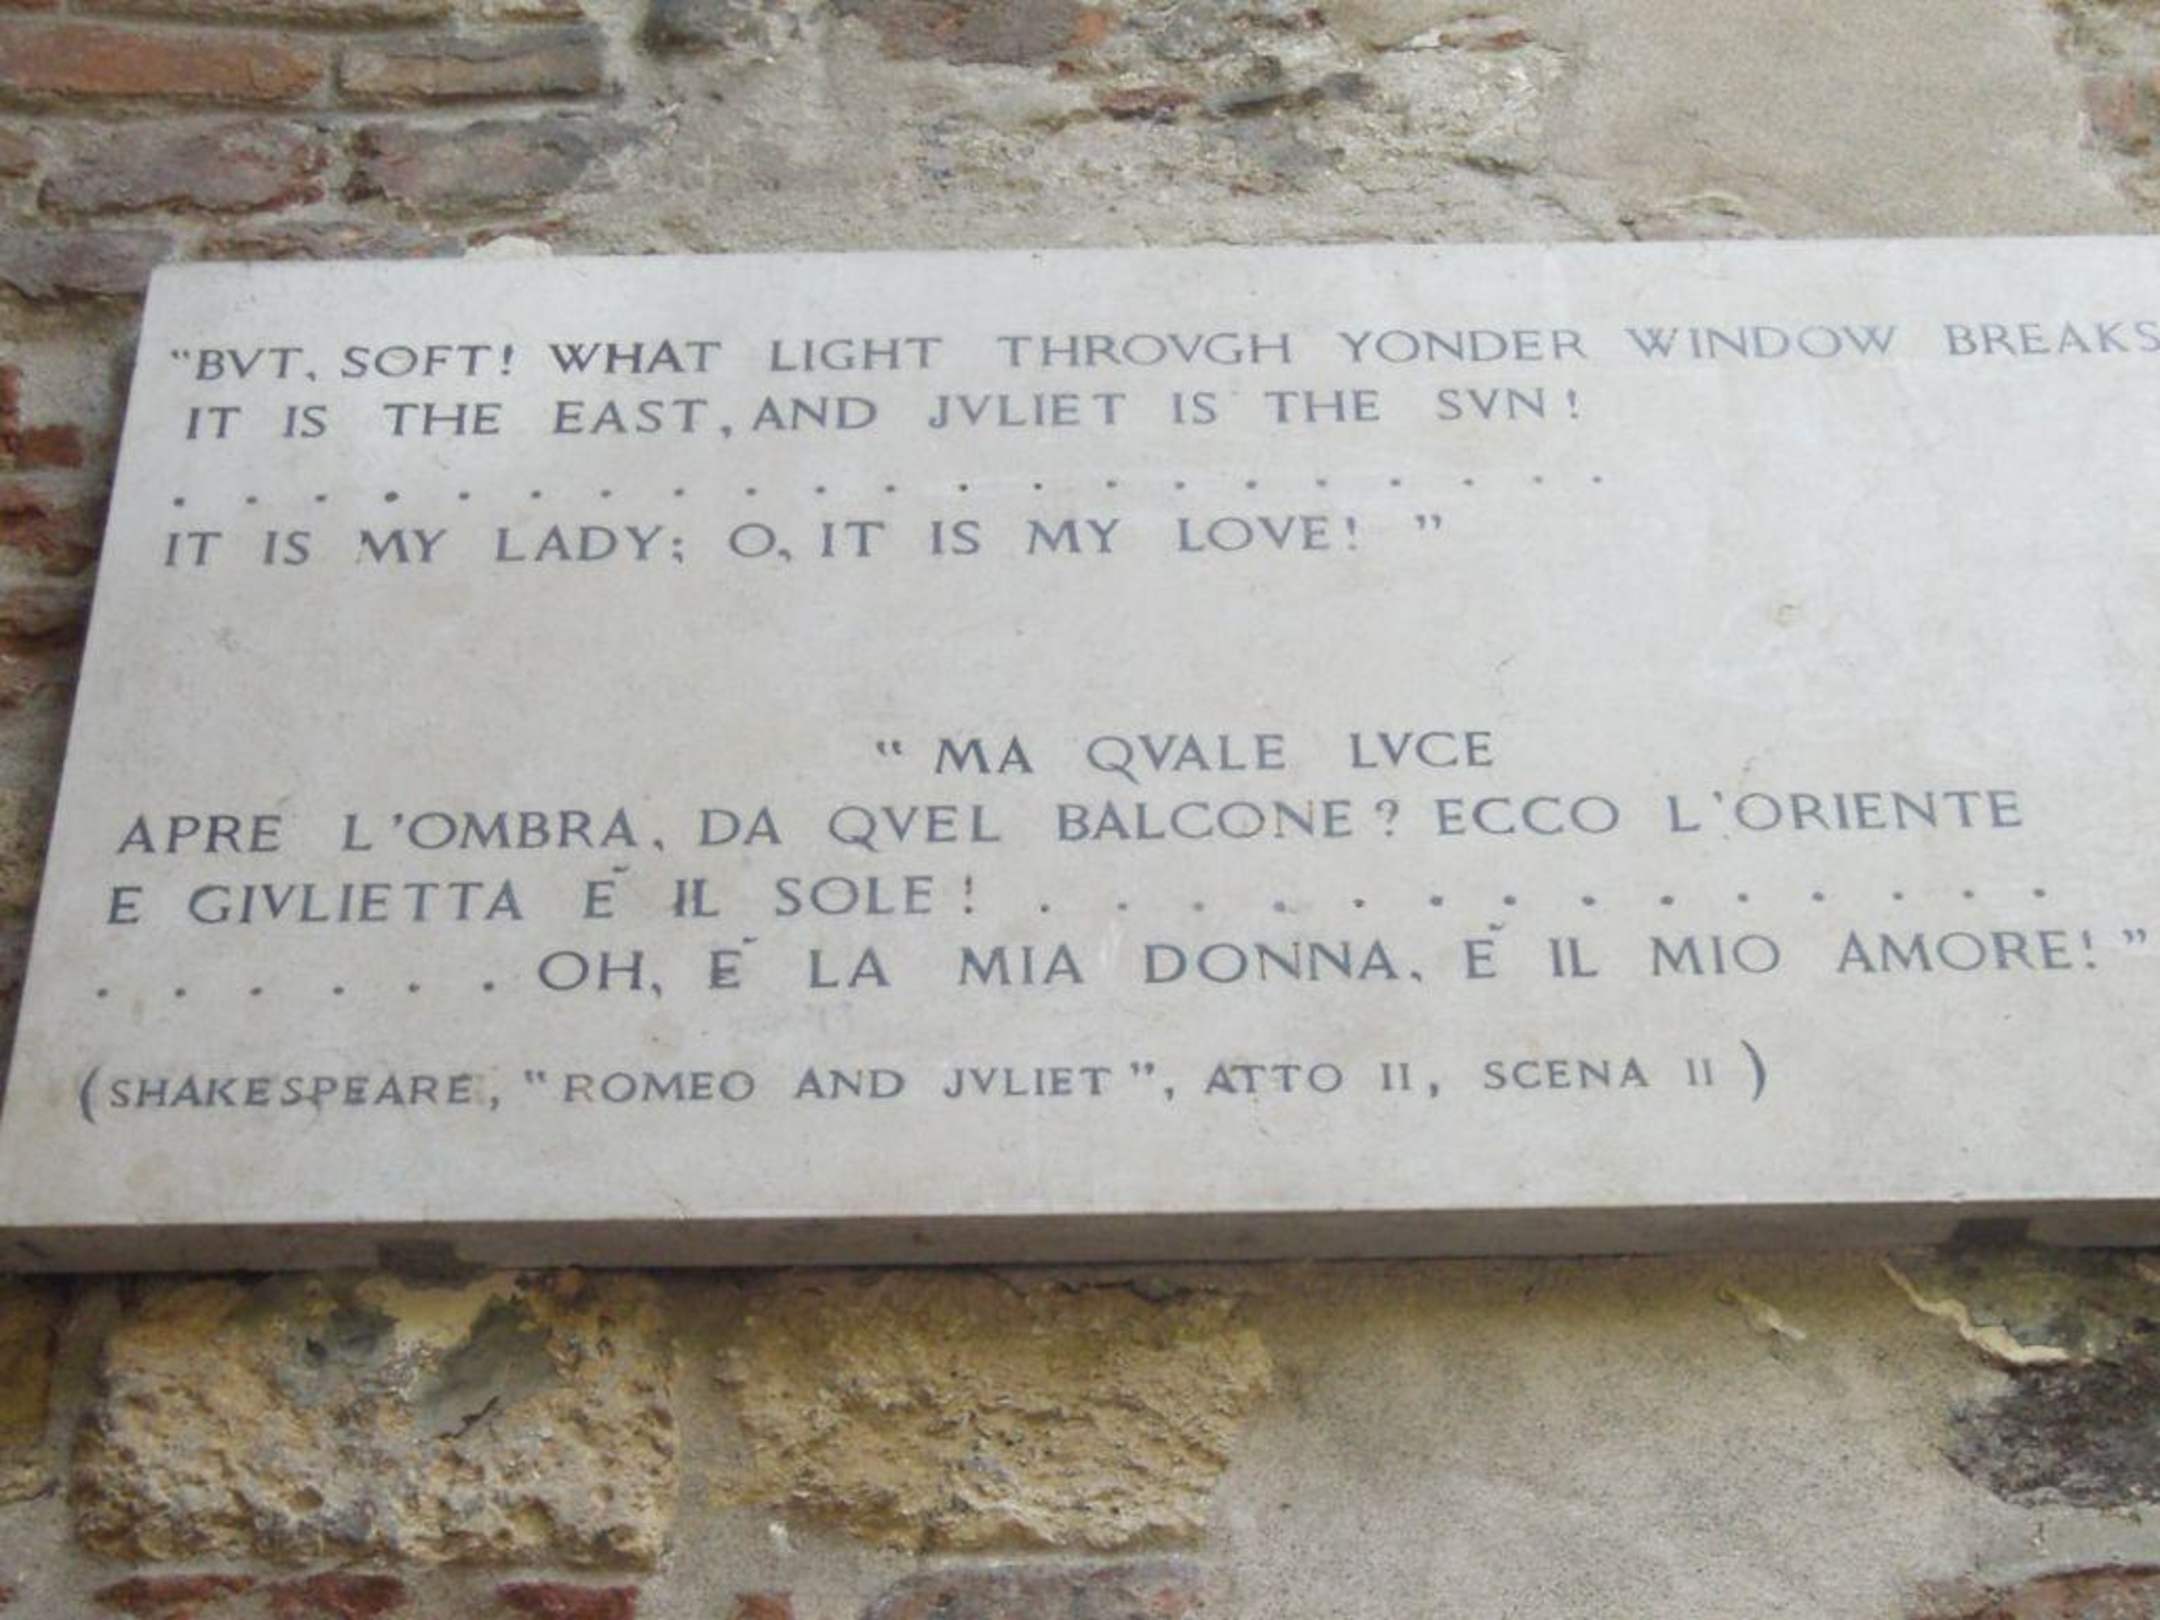 “BVT, SOFT! WHAT LIGHT THROVGH YONDER WINDOW BREAKS
IT IS THE EAST, AND JVLIET IS THE SVN!
. . . . . . . . . . . . . . . . . . . . .
IT IS MY LADY; O, IT IS MY LOVE! ”
“ MA QVALE LVCE
APRE L'OMBRA, DA QVEL BALCONE? ECCO L'ORIENTE
E GIVLIETTA È IL SOLE! . . . . . . . . . . . . . .
. . . . . . OH, È LA MIA DONNA, È IL MIO AMORE! ”
(SHAKESPEARE, “ROMEO AND JVLIET”, ATTO II, SCENA II )